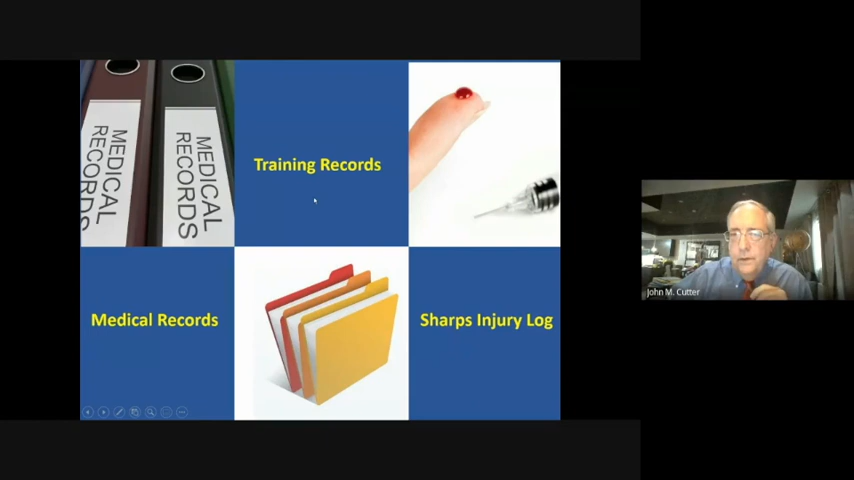 MEDICAL
RECORDS
MEDICAL
RECORDS
Training Records
Medical Records
Sharps Injury Log
John M. Cutter